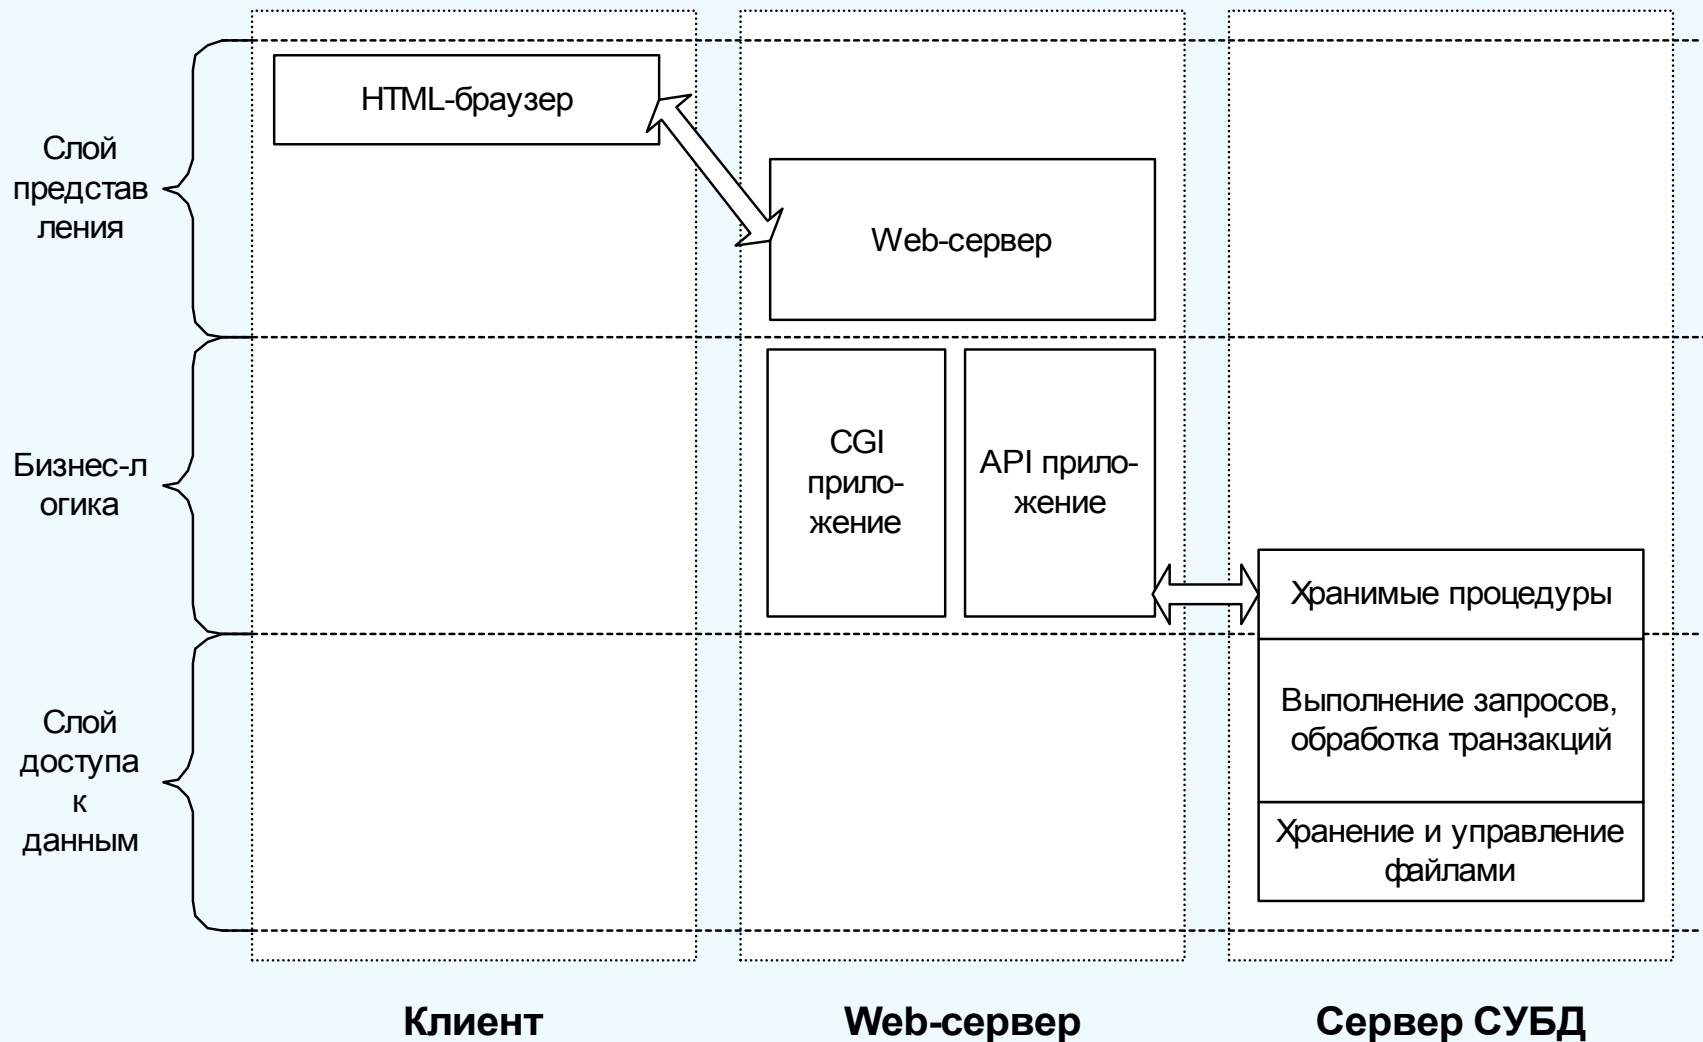 HTML-браузер
Слой
представ
ления
Web-сервер
CGI
прило-
жение
API прило-
жение
Бизнес-л
огика
Хранимые процедуры
Слой
доступа
к
данным
Выполнение запросов,
обработка транзакций
Хранение и управление
файлами
Клиент
Web-сервер
Сервер СУБД